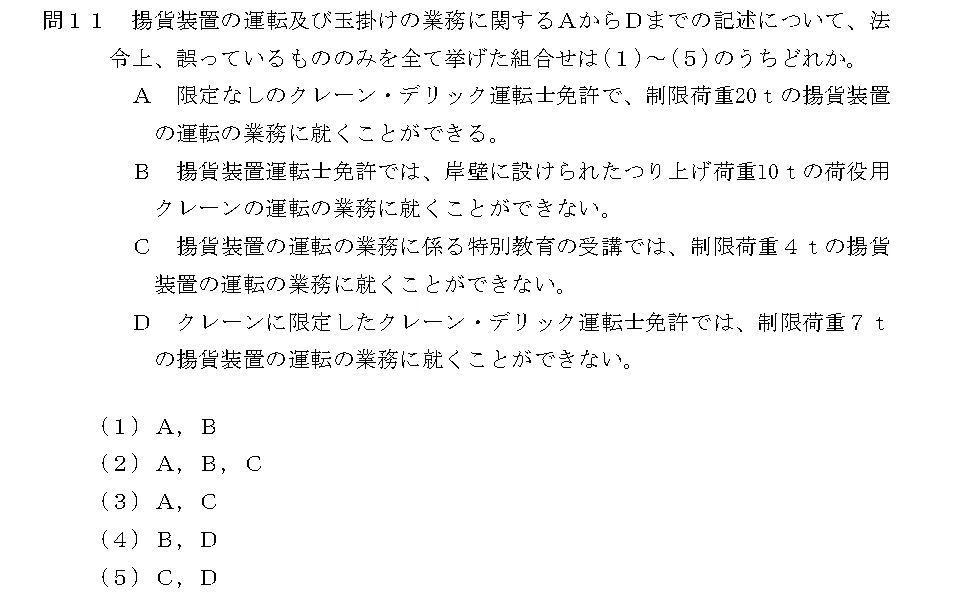 問１１　揚貨装置の運転及び玉掛けの業務に関するＡからＤまでの記述について、法
令上、誤っているもののみを全て挙げた組合せは(１)～(５)のうちどれか。
Ａ　限定なしのクレーン・デリック運転士免許で、制限荷重20ｔの揚貨装置
の運転の業務に就くことができる。
Ｂ　揚貨装置運転士免許では、岸壁に設けられたつり上げ荷重10ｔの荷役用
クレーンの運転の業務に就くことができない。
Ｃ　揚貨装置の運転の業務に係る特別教育の受講では、制限荷重４ｔの揚貨
装置の運転の業務に就くことができない。
Ｄ　クレーンに限定したクレーン・デリック運転士免許では、制限荷重７ｔ
の揚貨装置の運転の業務に就くことができない。
(１) Ａ，Ｂ
(２) Ａ，Ｂ，Ｃ
(３) Ａ，Ｃ
(４) Ｂ，Ｄ
(５) Ｃ，Ｄ